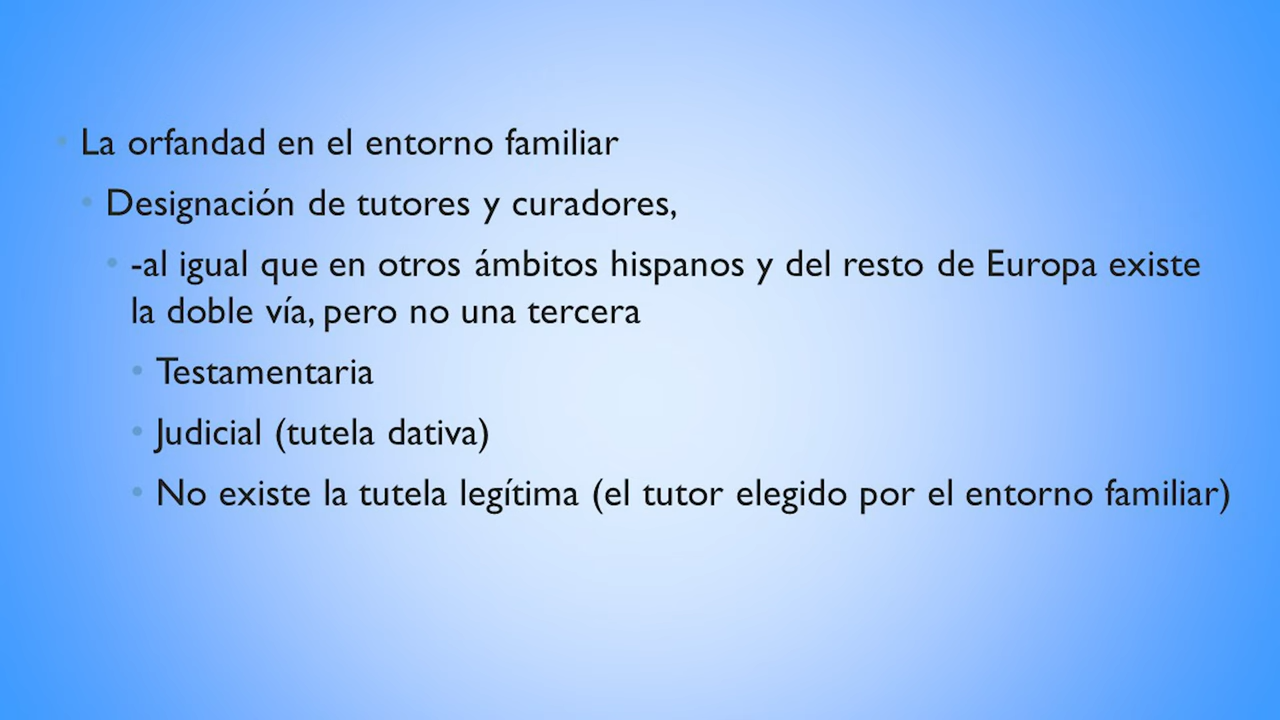 La orfandad en el entorno familiar
Designación de tutores y curadores,
-al igual que en otros ámbitos hispanos y del resto de Europa existe
la doble vía, pero no una tercera
Testamentaria
Judicial (tutela dativa)
No existe la tutela legítima (el tutor elegido por el entorno familiar)